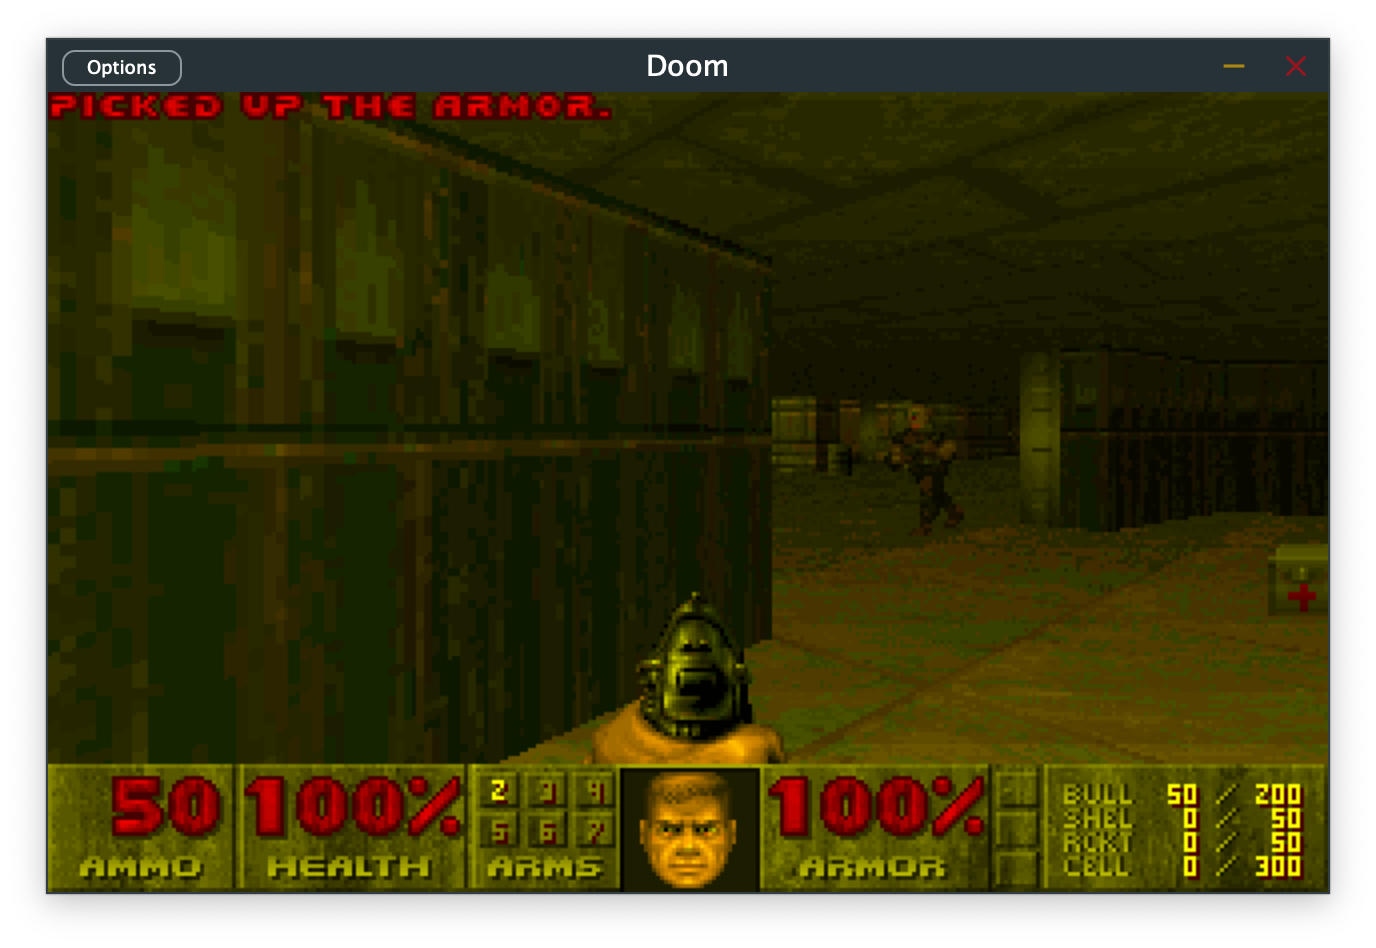 Options
Doom
PICKED UP THE ARMOR.
50
AMMO
100%
HEALTH
2 3 4
5 6 7
ARMS
100%
ARMOR
BULL 50 / 200
SHEL 0 / 50
RCKT 0 / 50
CELL 0 / 300